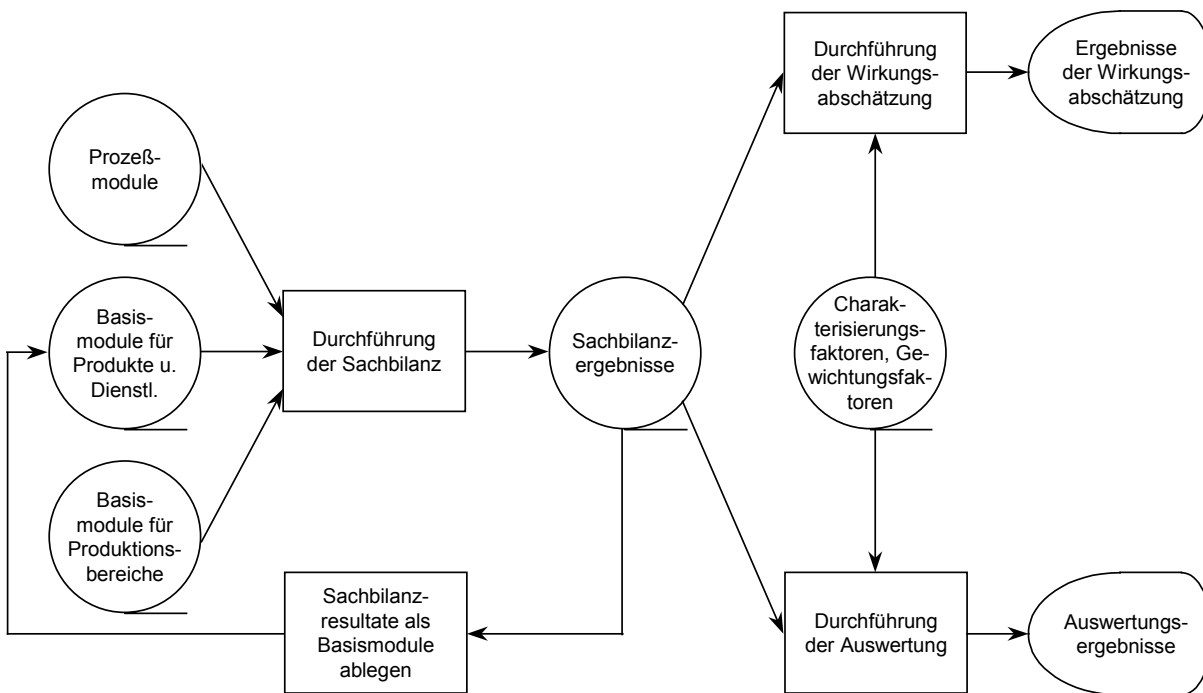 Prozeß-
module
Basis-
module für
Produkte u.
Dienstl.
Basis-
module für
Produktions-
bereiche
Durchführung
der Sachbilanz
Sachbilanz-
resultate als
Basismodule
ablegen
Sachbilanz-
ergebnisse
Durchführung
der Wirkungs-
abschätzung
Ergebnisse
der Wirkungs-
abschätzung
Charak-
terisierungs-
faktoren, Ge-
wichtungsfak-
toren
Durchführung
der Auswertung
Auswertungs-
ergebnisse